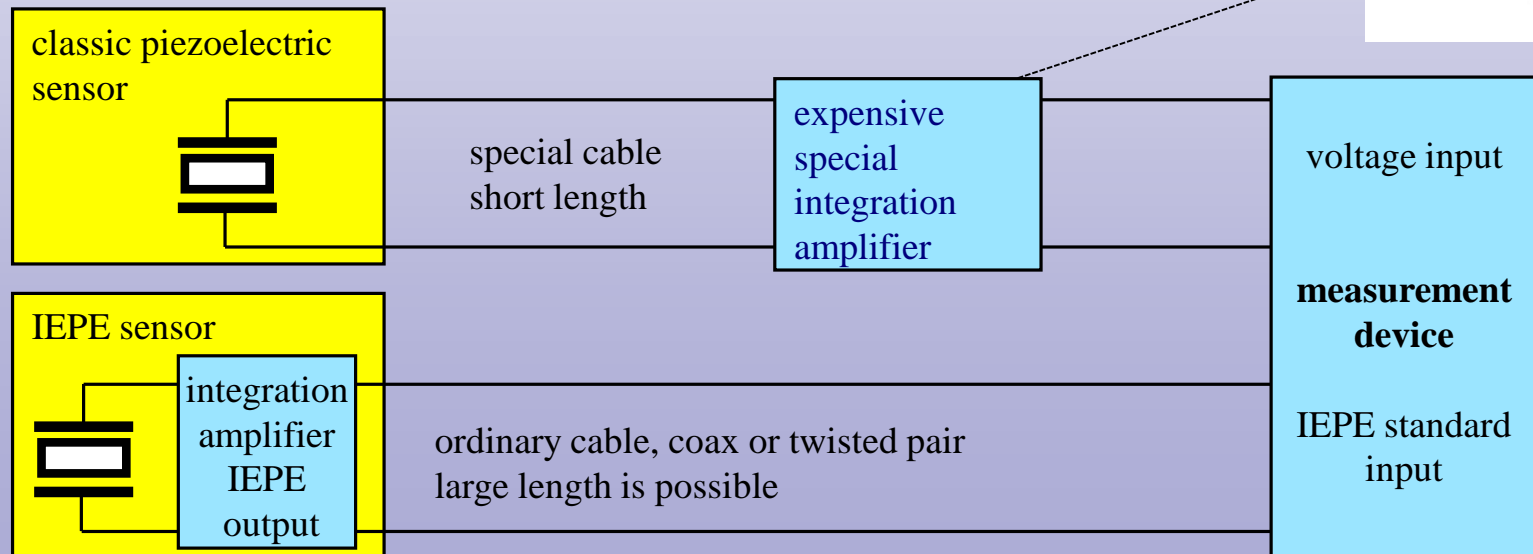 classic piezoelectric
sensor
special cable
short length
expensive
special
integration
amplifier
voltage input
measurement
device
IEPE standard
input
IEPE sensor
integration
amplifier
IEPE
output
ordinary cable, coax or twisted pair
large length is possible